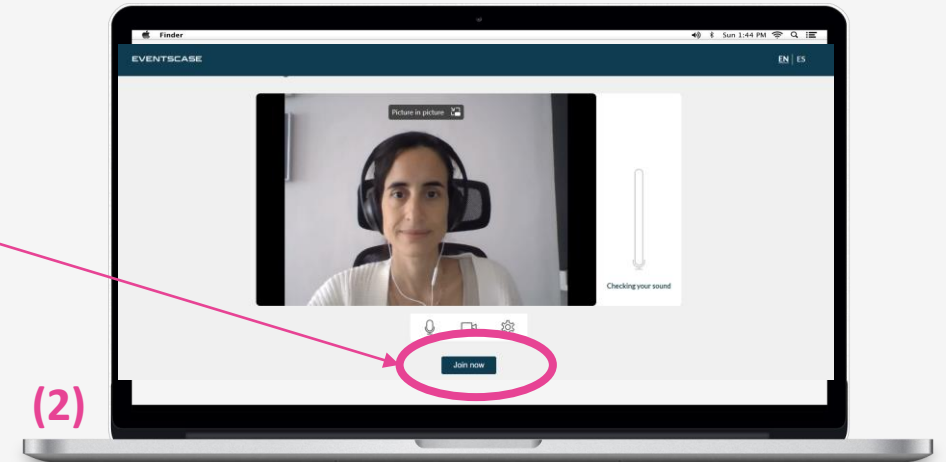 Finder
Sun 1:44 PM
EVENTSCASE
EN | ES
Picture in picture
Checking your sound
Join now
(2)